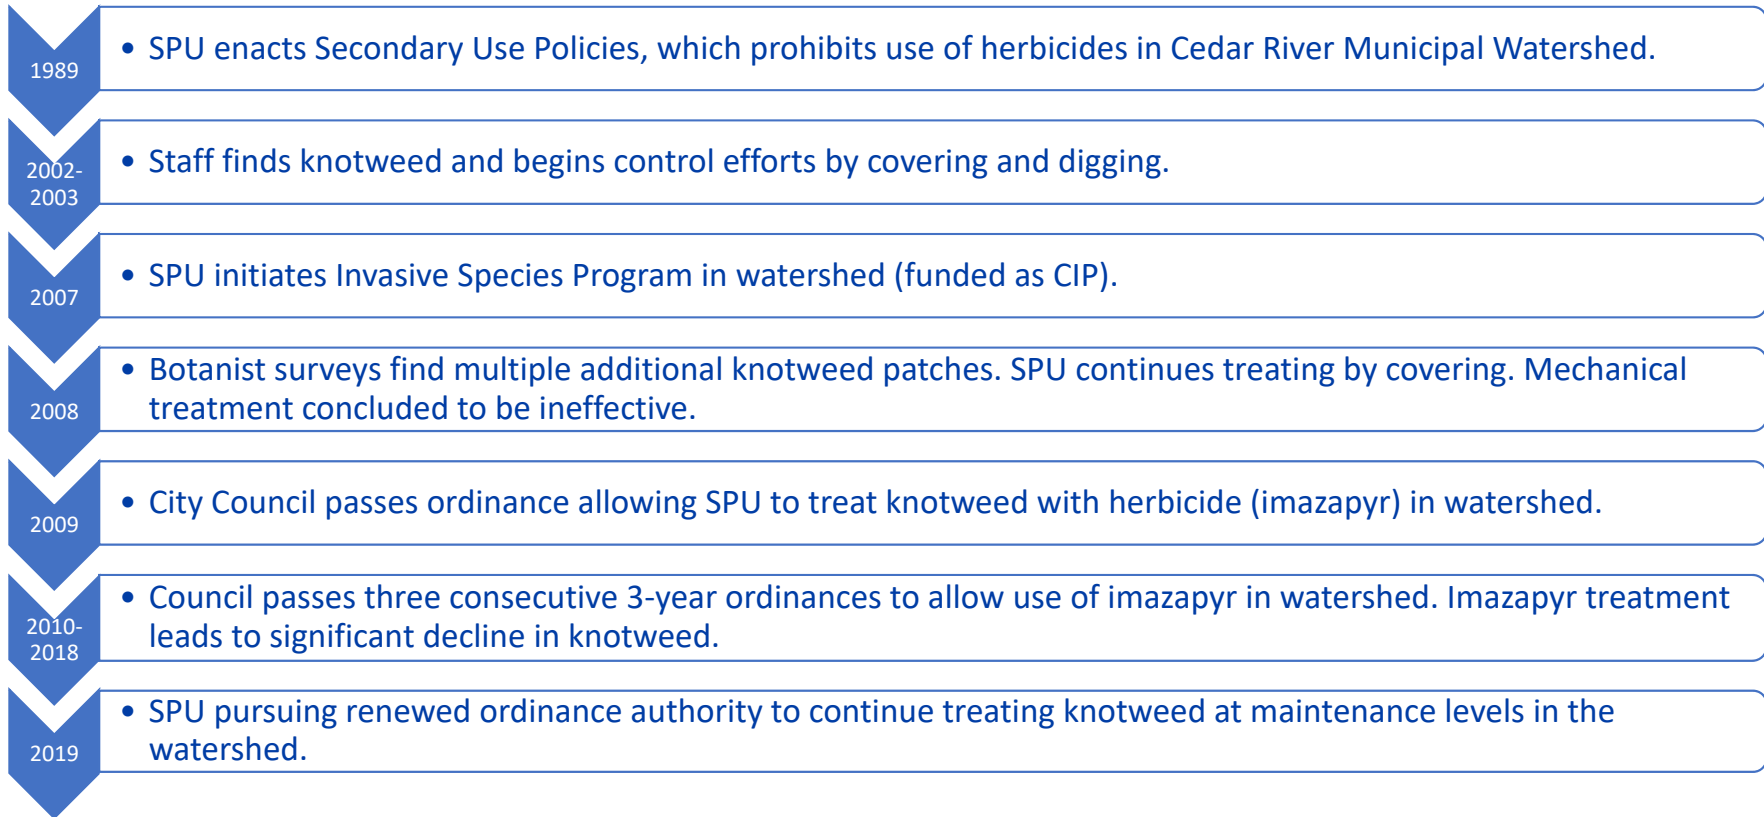 1989
• SPU enacts Secondary Use Policies, which prohibits use of herbicides in Cedar River Municipal Watershed.
2002-
2003
• Staff finds knotweed and begins control efforts by covering and digging.
2007
• SPU initiates Invasive Species Program in watershed (funded as CIP).
2008
• Botanist surveys find multiple additional knotweed patches. SPU continues treating by covering. Mechanical
treatment concluded to be ineffective.
2009
• City Council passes ordinance allowing SPU to treat knotweed with herbicide (imazapyr) in watershed.
2010-
2018
• Council passes three consecutive 3-year ordinances to allow use of imazapyr in watershed. Imazapyr treatment
leads to significant decline in knotweed.
2019
• SPU pursuing renewed ordinance authority to continue treating knotweed at maintenance levels in the
watershed.